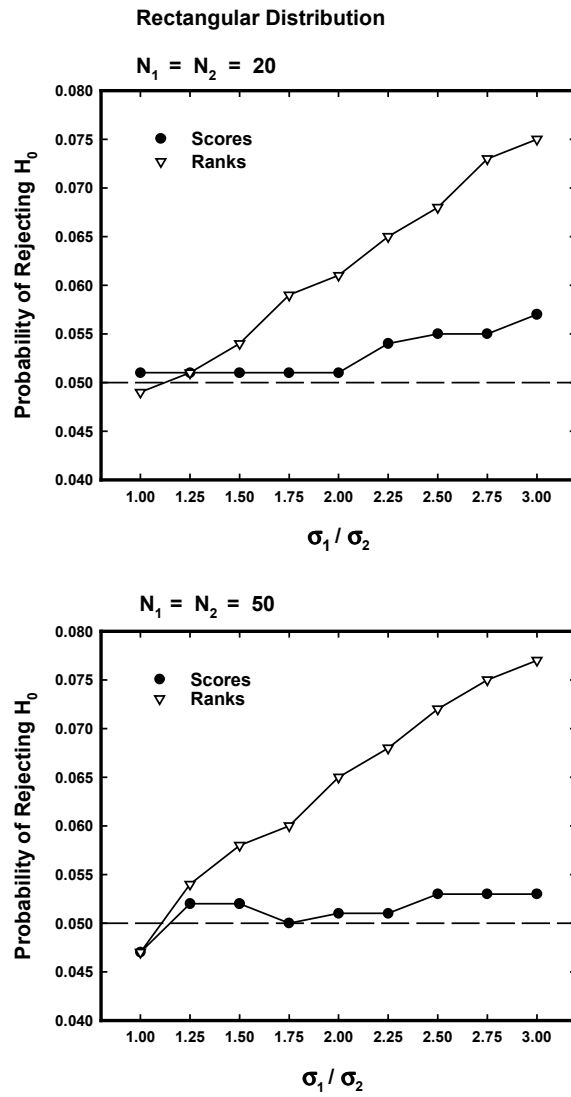 Rectangular Distribution
N₁ = N₂ = 20
Probability of Rejecting H₀
0.080
0.075
0.070
0.065
0.060
0.055
0.050
0.045
0.040
Scores
Ranks
1.00 1.25 1.50 1.75 2.00 2.25 2.50 2.75 3.00
σ₁ / σ₂
N₁ = N₂ = 50
Probability of Rejecting H₀
0.080
0.075
0.070
0.065
0.060
0.055
0.050
0.045
0.040
Scores
Ranks
1.00 1.25 1.50 1.75 2.00 2.25 2.50 2.75 3.00
σ₁ / σ₂